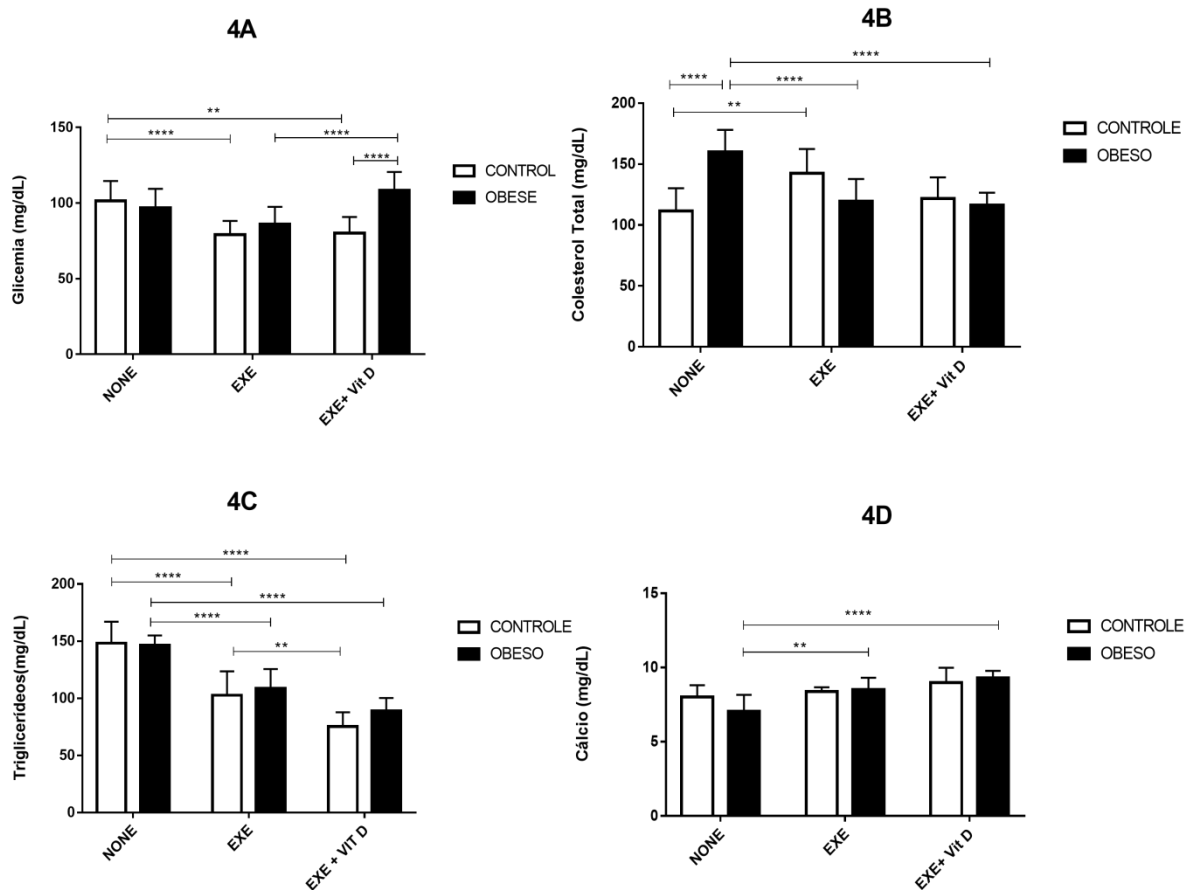 4A
**
****
****
****
Glicemia (mg/dL)
150
100
50
0
NONE
EXE
EXE+ Vit D
CONTROL
OBESE
4B
****
****
****
**
Colesterol Total (mg/dL)
200
150
100
50
0
NONE
EXE
EXE+ Vit D
CONTROLE
OBESO
4C
****
****
****
****
**
Triglicerídeos(mg/dL)
200
150
100
50
0
NONE
EXE
EXE + VIT D
CONTROLE
OBESO
4D
****
**
Cálcio (mg/dL)
15
10
5
0
NONE
EXE
EXE+ Vit D
CONTROLE
OBESO